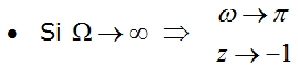 • Si Ω → ∞ ⇒ ω → π
z → −1